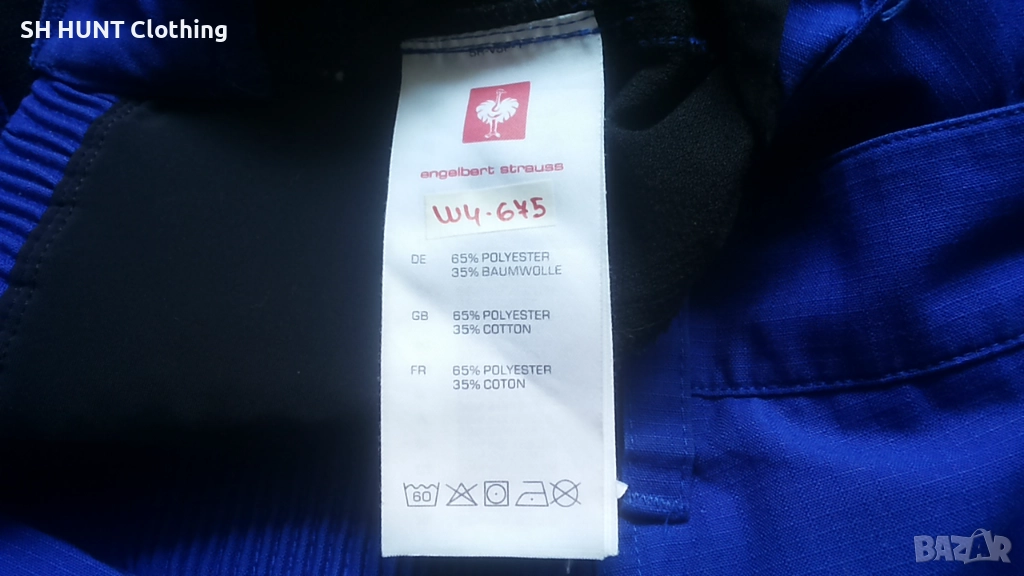 SH HUNT Clothing
engelbert strauss
W4.675
DE 65% POLYESTER
35% BAUMWOLLE
GB 65% POLYESTER
35% COTTON
FR 65% POLYESTER
35% COTON
60
BAZAR